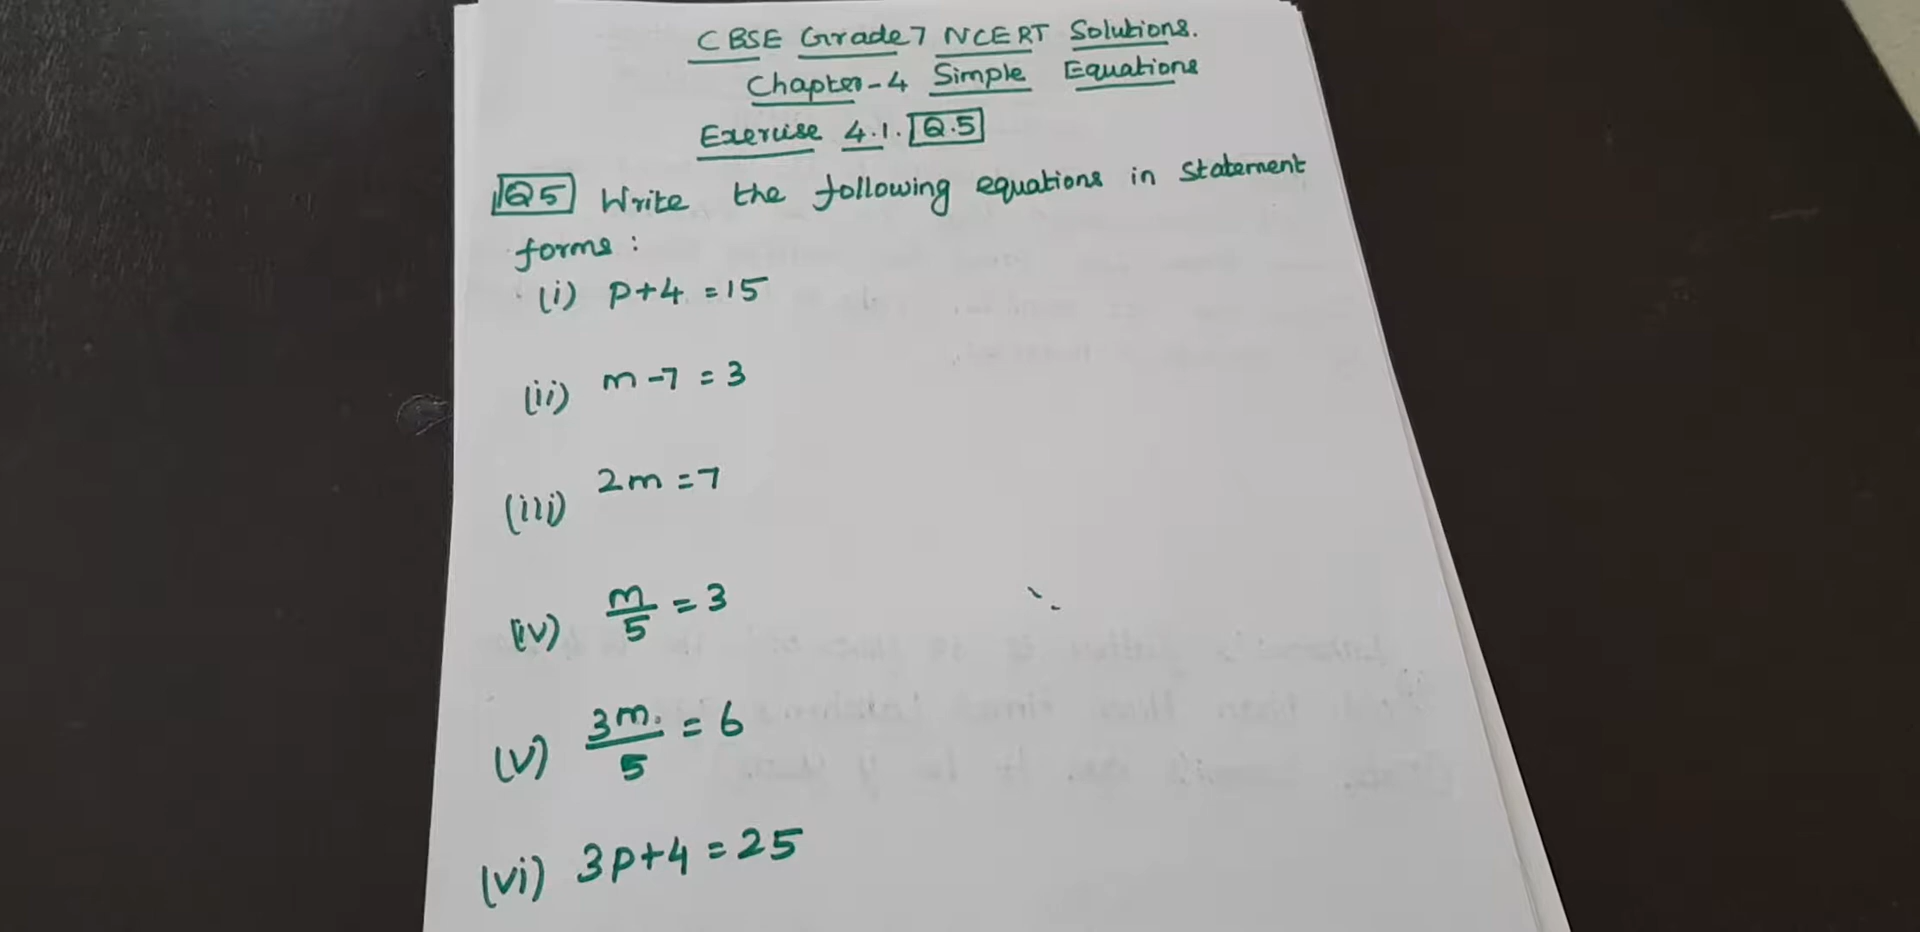 CBSE Grade 7 NCERT Solutions.
Chapter-4 Simple Equations
Exercise 4.1. Q.5
Q5 Write the following equations in statement
forms:
(i) p+4 = 15
(ii) m-7 = 3
(iii) 2m = 7
(iv) m/5 = 3
(v) 3m/5 = 6
(vi) 3p+4 = 25